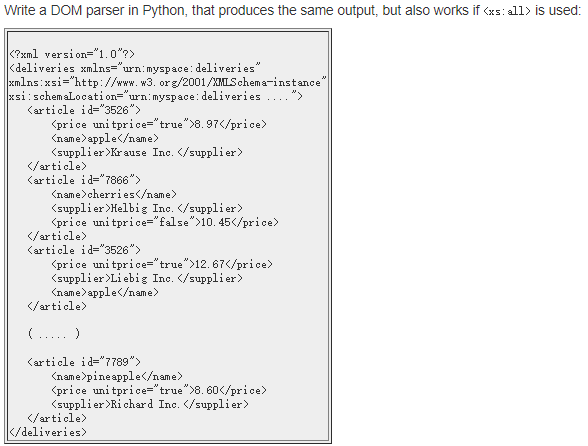 Write a DOM parser in Python, that produces the same output, but also works if <xs:all> is used:
<?xml version="1.0"?>
<deliveries xmlns="urn:myspace:deliveries"
xmlns:xsi="http://www.w3.org/2001/XMLSchema-instance"
xsi:schemaLocation="urn:myspace:deliveries ....">
<article id="3526">
<price unitprice="true">8.97</price>
<name>apple</name>
<supplier>Krause Inc.</supplier>
</article>
<article id="7866">
<name>cherries</name>
<supplier>Helbig Inc.</supplier>
<price unitprice="false">10.45</price>
</article>
<article id="3526">
<price unitprice="true">12.67</price>
<supplier>Liebig Inc.</supplier>
<name>apple</name>
</article>
( ..... )
<article id="7789">
<name>pineapple</name>
<price unitprice="true">8.60</price>
<supplier>Richard Inc.</supplier>
</article>
</deliveries>